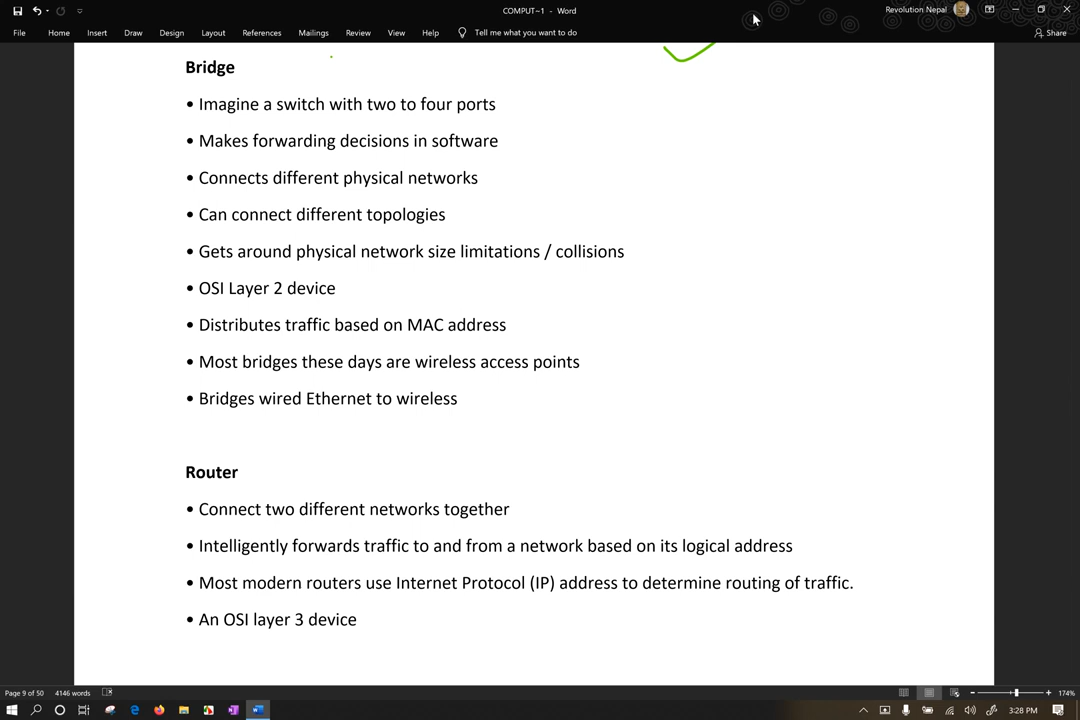 COMPUT~1 - Word
Revolution Nepal
File Home Insert Draw Design Layout References Mailings Review View Help Tell me what you want to do Share
Bridge
• Imagine a switch with two to four ports
• Makes forwarding decisions in software
• Connects different physical networks
• Can connect different topologies
• Gets around physical network size limitations / collisions
• OSI Layer 2 device
• Distributes traffic based on MAC address
• Most bridges these days are wireless access points
• Bridges wired Ethernet to wireless
Router
• Connect two different networks together
• Intelligently forwards traffic to and from a network based on its logical address
• Most modern routers use Internet Protocol (IP) address to determine routing of traffic.
• An OSI layer 3 device
Page 9 of 50 4146 words 174%
3:28 PM